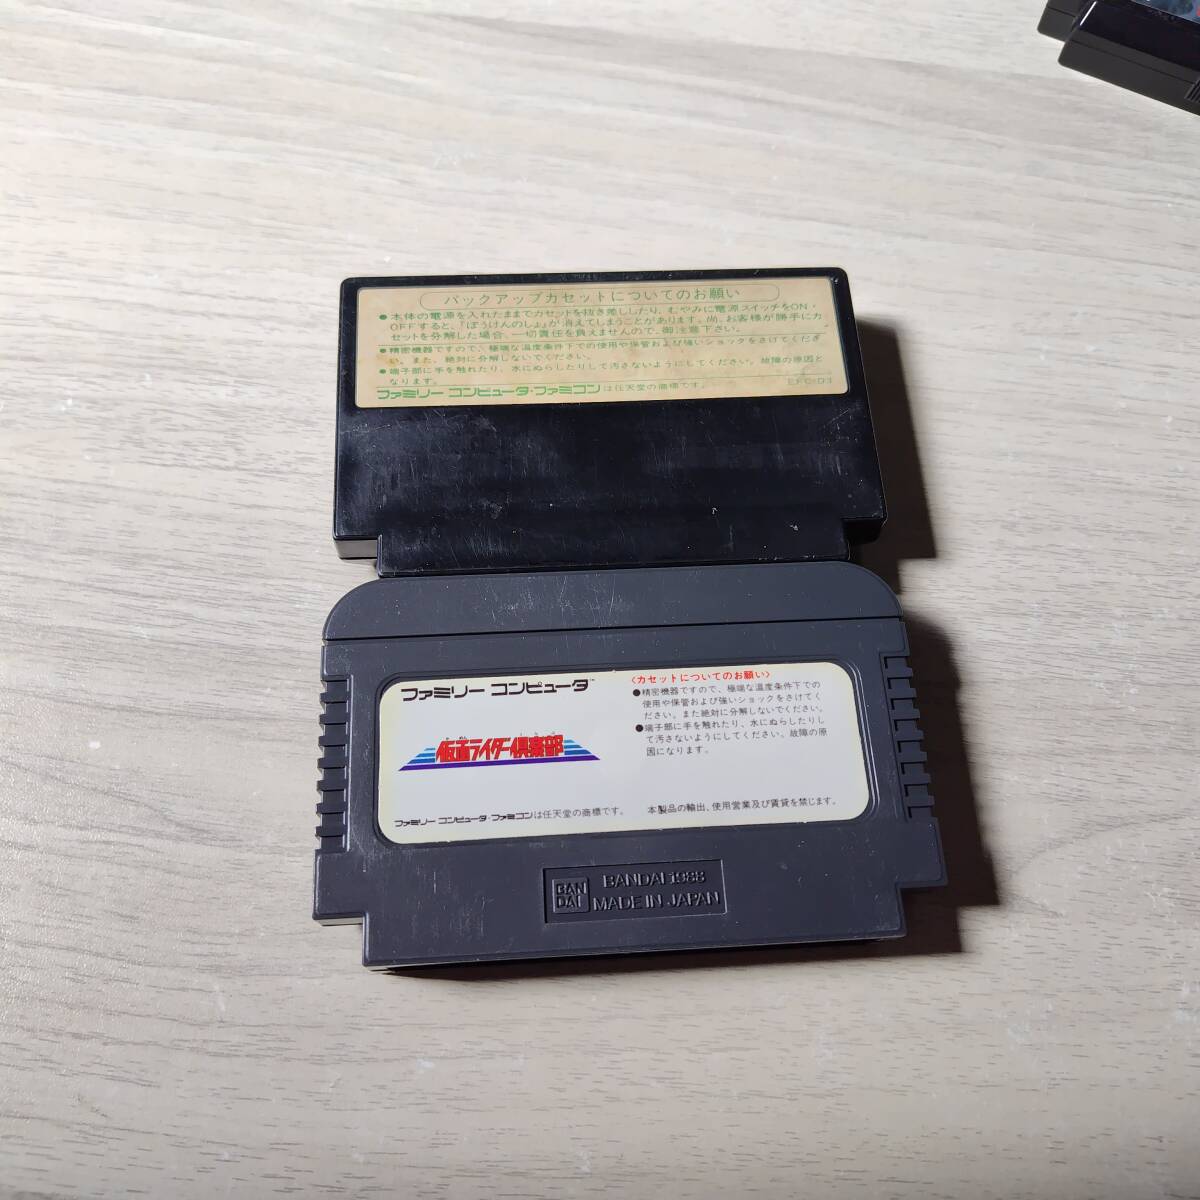 バックアップカセットについてのお願い
●本体の電源を入れたままでカセットを抜き差ししたり、むやみに電源スイッチをON・
OFFすると、「ぼうけんのしょ」が消えてしまうことがあります。尚、お客様が勝手にカ
セットを分解した場合、一切責任を負えませんので、御注意下さい。
●精密機器ですので、極端な温度条件下での使用や保管および強いショックをさけてくださ
い。また、絶対に分解しないでください。
●端子部に手を触れたり、水にぬらしたりして汚さないようにしてください。故障の原因と
なります。
ファミリーコンピュータ・ファミコンは任天堂の商標です。
EFC-D3
ファミリーコンピュータ™
仮面ライダー倶楽部
ファミリーコンピュータ・ファミコンは任天堂の商標です。
〈カセットについてのお願い〉
●精密機器ですので、極端な温度条件下での
使用や保管および強いショックをさけてく
ださい。また絶対に分解しないでください。
●端子部に手を触れたり、水にぬらしたりし
て汚さないようにしてください。故障の原
因になります。
本製品の輸出、使用営業及び賃貸を禁じます。
BAN
DAI
BANDAI 1988
MADE IN JAPAN